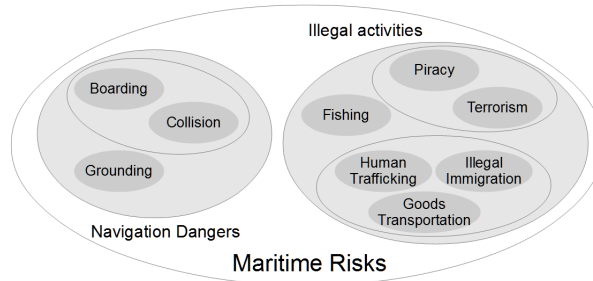 Illegal activities
Piracy
Boarding
Terrorism
Fishing
Collision
Grounding
Human
Trafficking
Illegal
Immigration
Goods
Transportation
Navigation Dangers
Maritime Risks